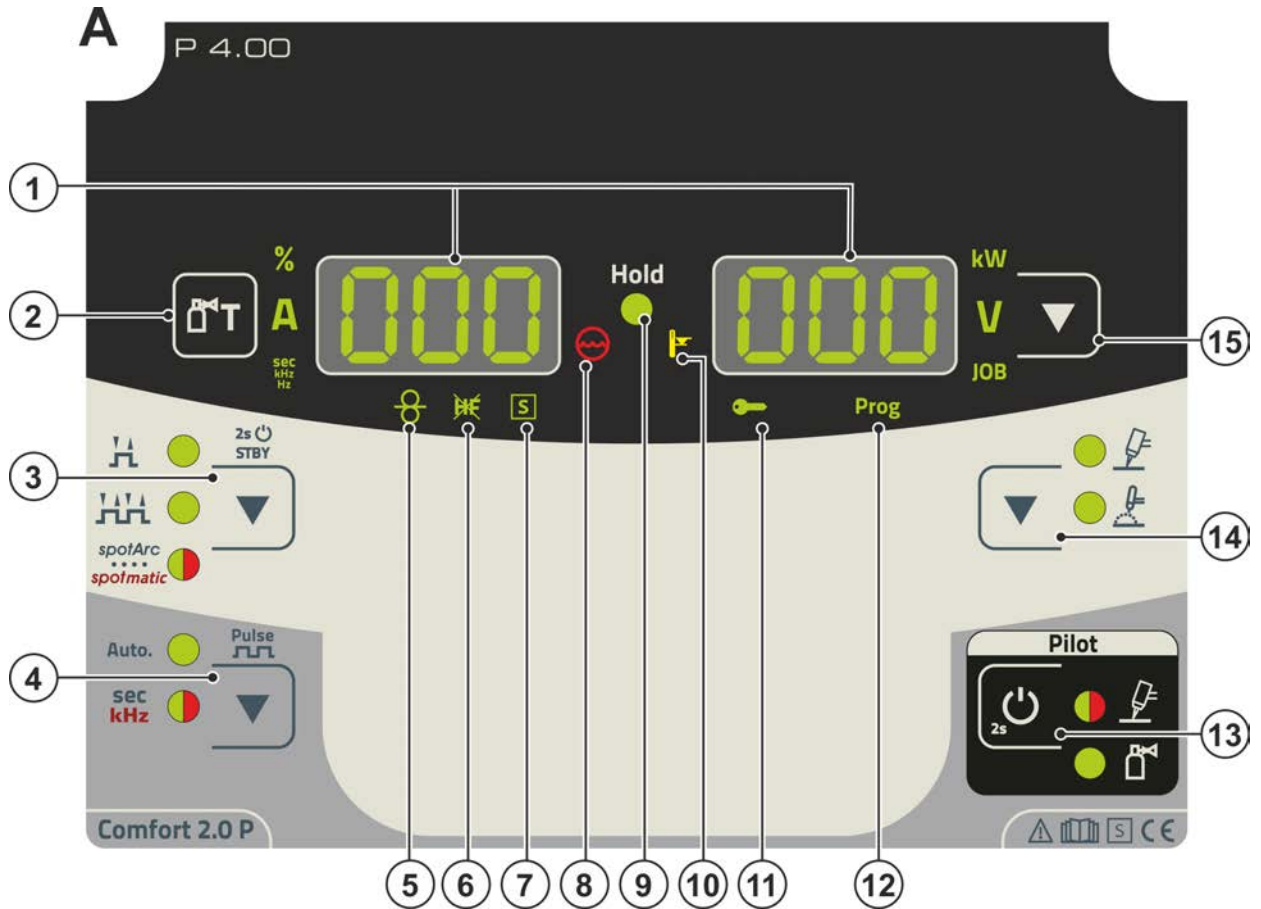 A
P 4.00
1
%
kW
Hold
2
T
A
000
000
V
15
sec
kHz
Hz
JOB
HF
S
Prog
3
2s
STBY
14
spotArc
spotmatic
4
Auto.
Pulse
sec
kHz
Pilot
2s
13
Comfort 2.0 P
S CE
5
6
7
8
9
10
11
12